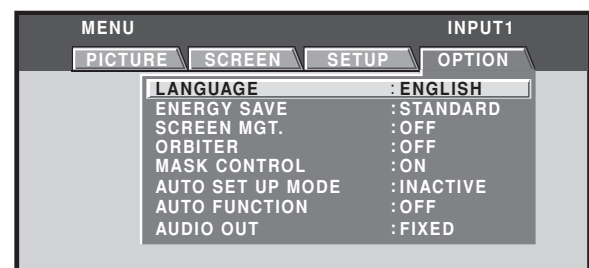 MENU INPUT1
PICTURE SCREEN SETUP OPTION
LANGUAGE :ENGLISH
ENERGY SAVE :STANDARD
SCREEN MGT. :OFF
ORBITER :OFF
MASK CONTROL :ON
AUTO SET UP MODE :INACTIVE
AUTO FUNCTION :OFF
AUDIO OUT :FIXED